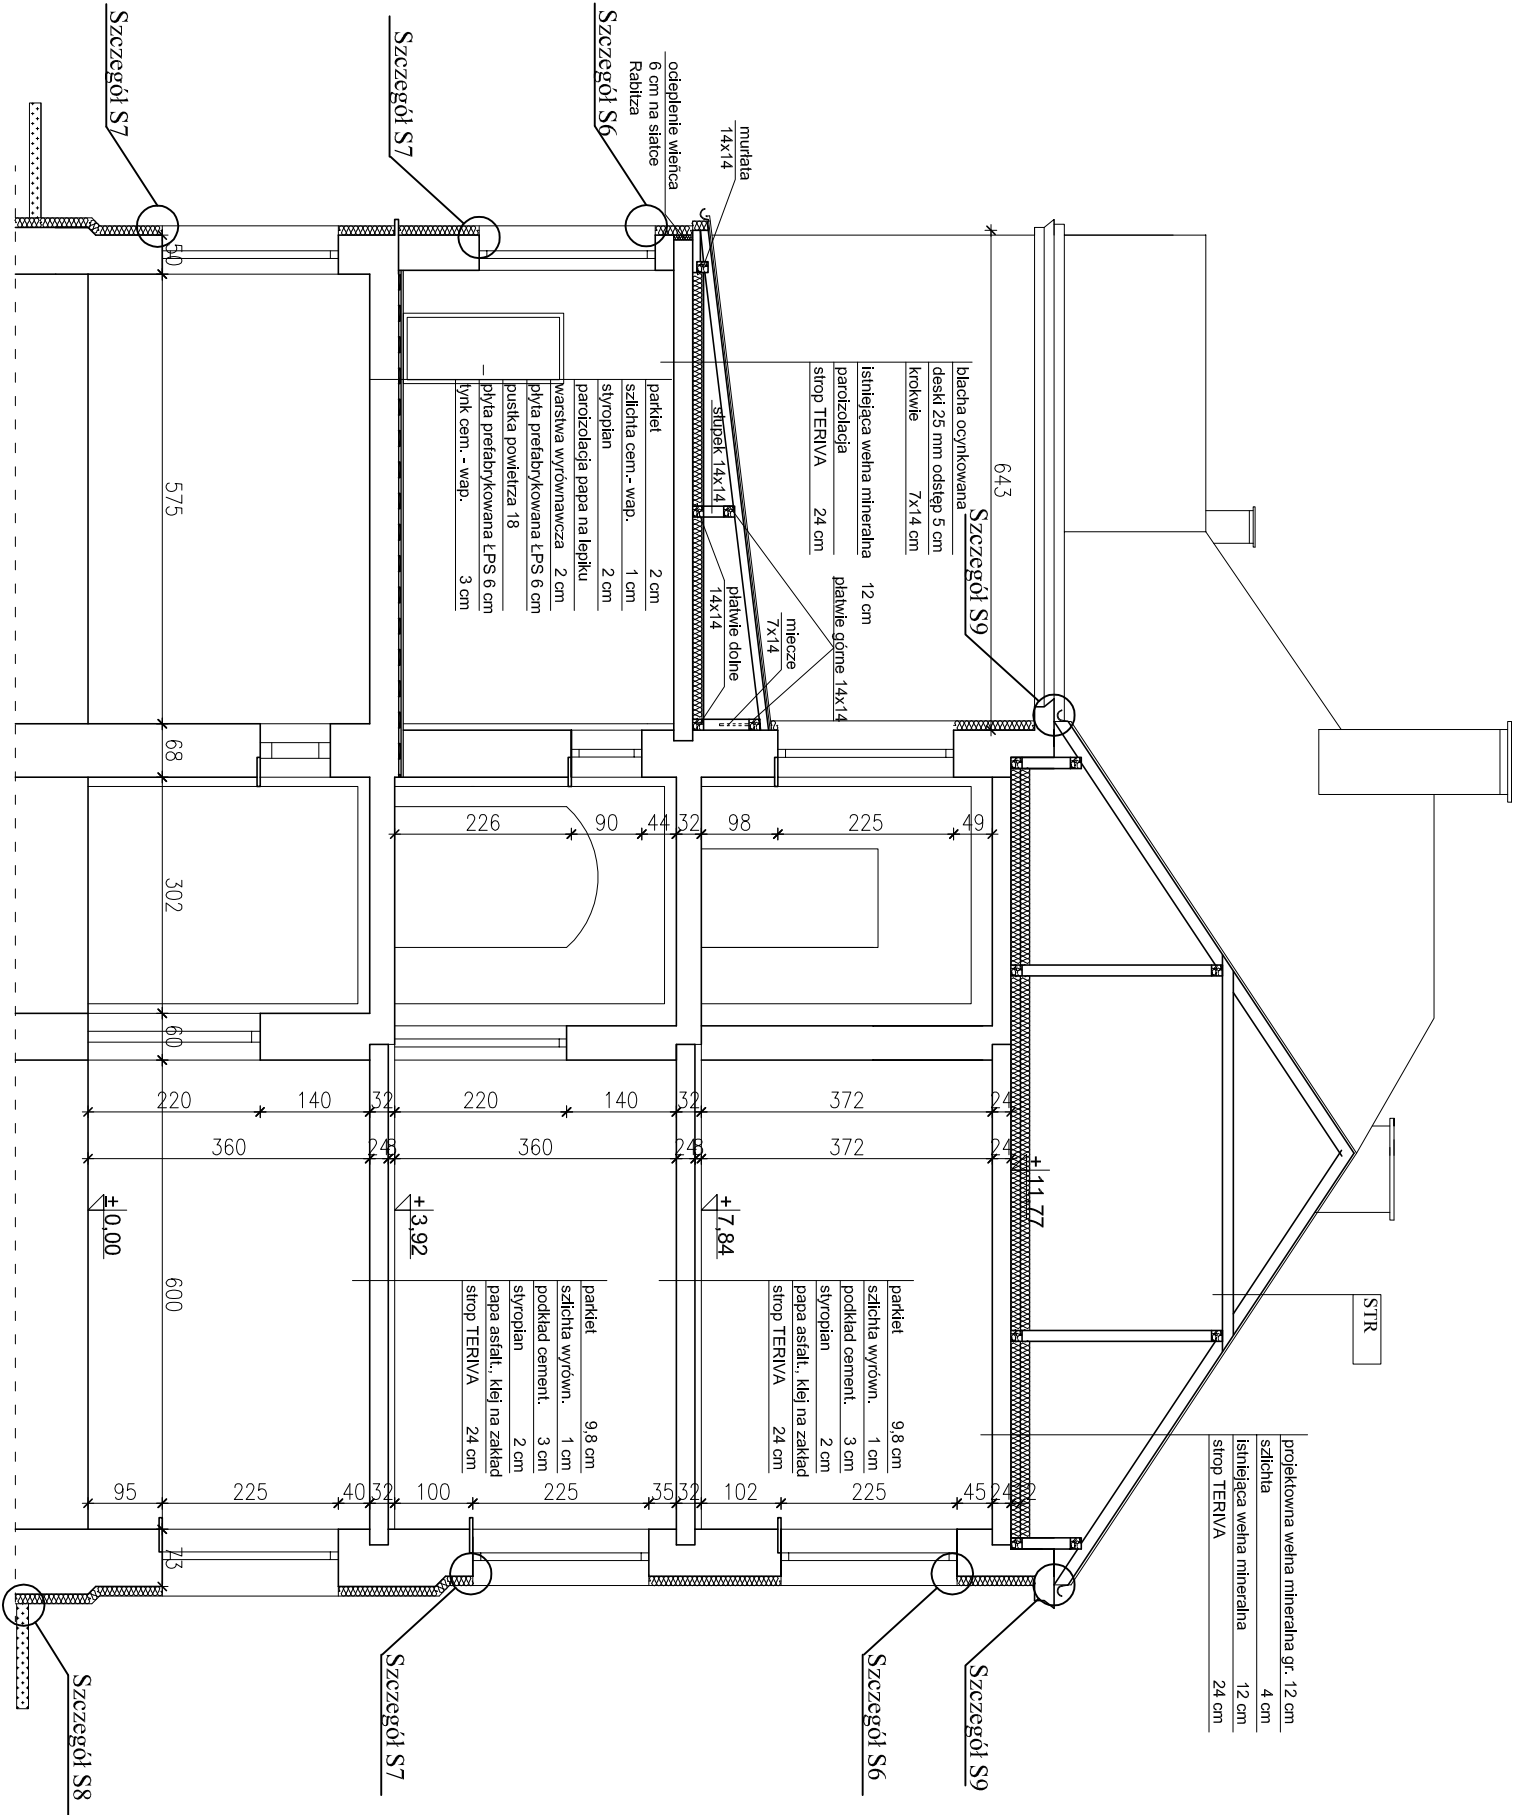 Szczegół S7
Szczegół S7
Szczegół S6
ocieplenie wieńca
6 cm na siatce
Rabitza
murłata
14x14
643
Szczegół S9
blacha ocynkowana
deski 25 mm odstęp 5 cm
krokwie 7x14 cm
istniejąca wełna mineralna 12 cm
paroizolacja
strop TERIVA 24 cm
słupek 14x14
płatwie górne 14x14
miecze
7x14
płatwie dolne
14x14
parkiet 2 cm
szlichta cem.- wap. 1 cm
styropian 2 cm
paroizolacja papa na lepiku
warstwa wyrównawcza 2 cm
płyta prefabrykowana ŁPS 6 cm
pustka powietrza 18
płyta prefabrykowana ŁPS 6 cm
tynk cem. - wap. 3 cm
50
575
68
302
60
600
73
226
90
44
32
98
225
49
220
140
32
220
140
32
372
24
360
24
8
360
24
8
372
24
±0,00
+3,92
+7,84
+11,77
STR
parkiet 9,8 cm
szlichta wyrówn. 1 cm
podkład cement. 3 cm
styropian 2 cm
papa asfalt., klej na zakład
strop TERIVA 24 cm
parkiet 9,8 cm
szlichta wyrówn. 1 cm
podkład cement. 3 cm
styropian 2 cm
papa asfalt., klej na zakład
strop TERIVA 24 cm
projektowna wełna mineralna gr. 12 cm
szlichta 4 cm
istniejąca wełna mineralna 12 cm
strop TERIVA 24 cm
95
225
40
32
100
225
35
32
102
225
45
24
Szczegół S8
Szczegół S7
Szczegół S6
Szczegół S9